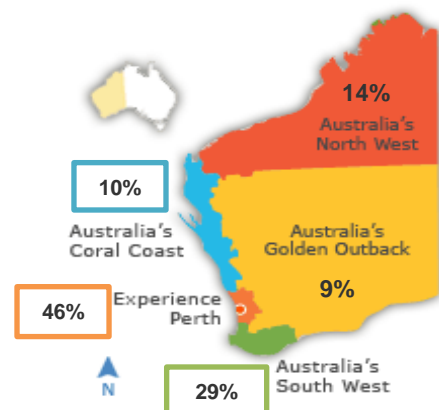 14%
Australia's
North West
10%
Australia's
Coral Coast
Australia's
Golden Outback
9%
Experience
Perth
46%
N
Australia's
South West
29%